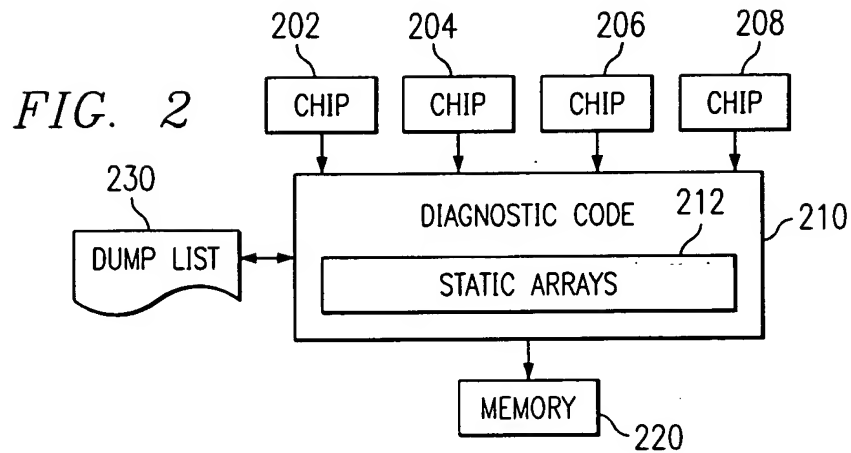 202 204 206 208
FIG. 2
CHIP CHIP CHIP CHIP
230
DIAGNOSTIC CODE
212
210
DUMP LIST
STATIC ARRAYS
MEMORY
220